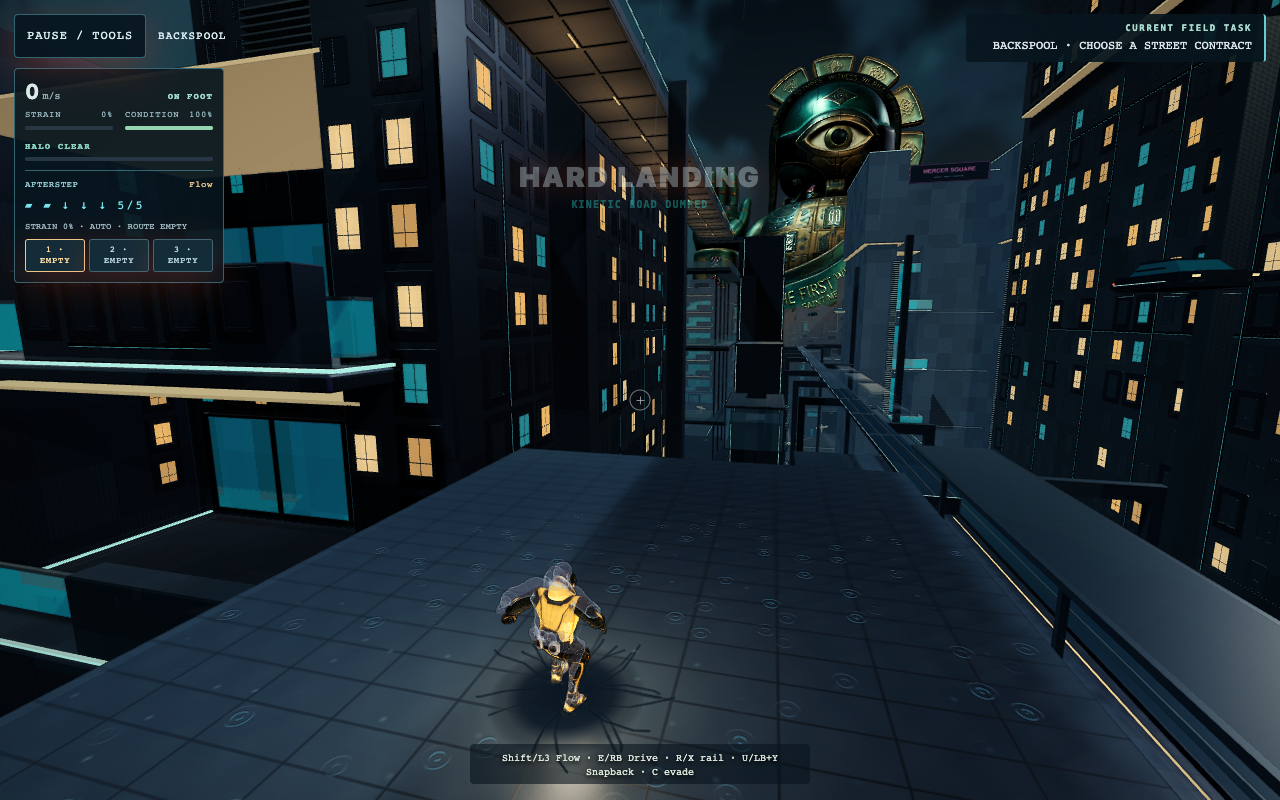 PAUSE / TOOLS
BACKSPOOL
CURRENT FIELD TASK
BACKSPOOL · CHOOSE A STREET CONTRACT
0 m/s
ON FOOT
STRAIN 0%
CONDITION 100%
HALO CLEAR
AFTERSTEP
Flow
5/5
STRAIN 0% · AUTO · ROUTE EMPTY
1 · EMPTY
2 · EMPTY
3 · EMPTY
HARD LANDING
KINETIC ROAD DUMPED
MERCER SQUARE
THE FIRST
Shift/L3 Flow · E/RB Drive · R/X rail · U/LB+Y
Snapback · C evade